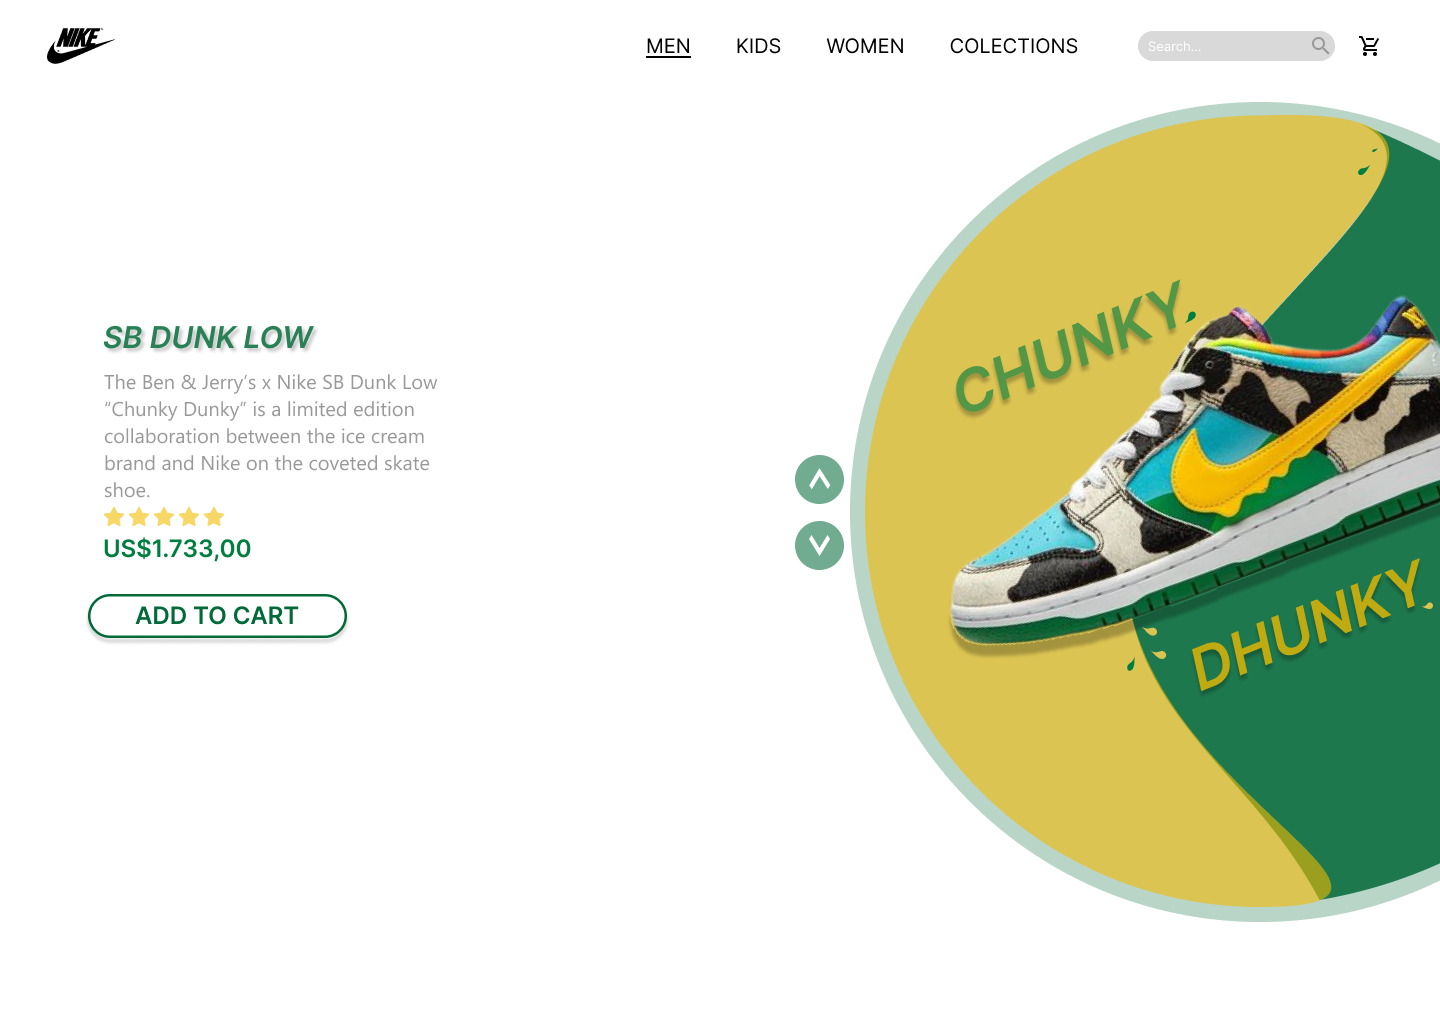 NIKE
MEN KIDS WOMEN COLECTIONS Search...
CHUNKY
SB DUNK LOW
The Ben & Jerry’s x Nike SB Dunk Low
“Chunky Dunky” is a limited edition
collaboration between the ice cream
brand and Nike on the coveted skate
shoe.
US$1.733,00
ADD TO CART
DHUNKY